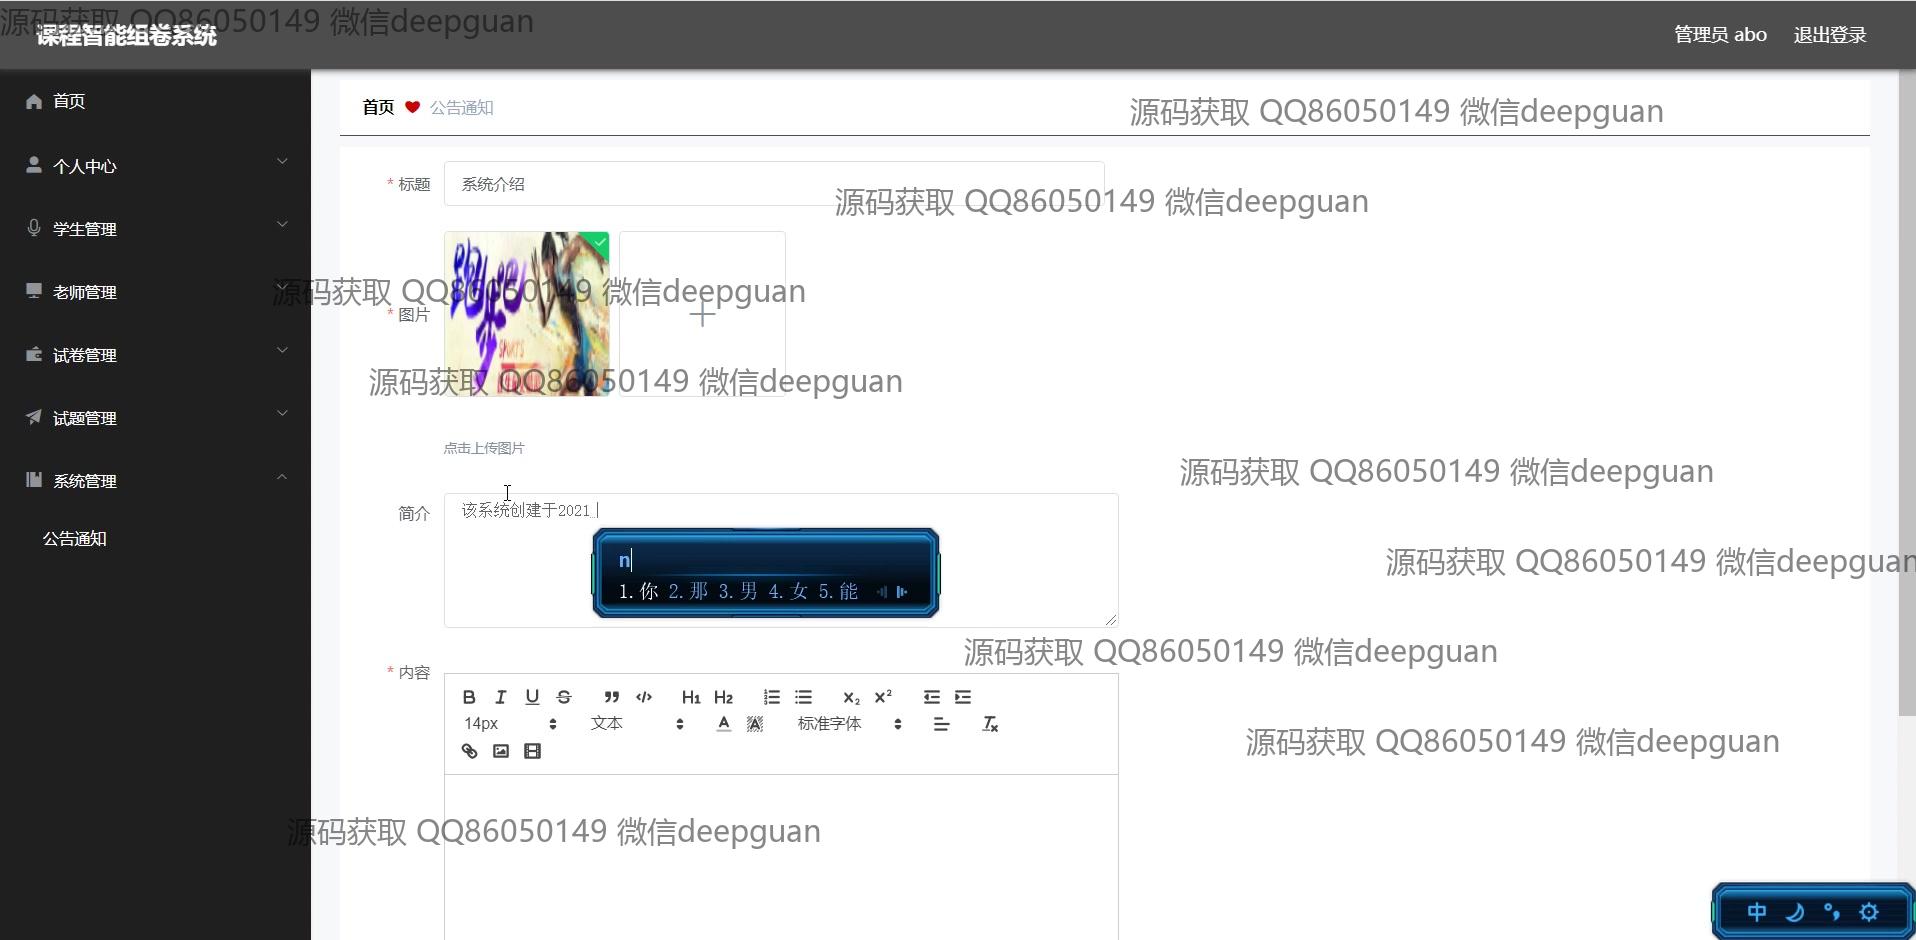 源码获取 QQ86050149 微信deepguan
课程智能组卷系统
管理员 abo 退出登录
首页
个人中心
学生管理
老师管理
试卷管理
试题管理
系统管理
公告通知
首页 公告通知
源码获取 QQ86050149 微信deepguan
* 标题 系统介绍
源码获取 QQ86050149 微信deepguan
源码获取 QQ86050149 微信deepguan
* 图片
跑
SPORTS
源码获取 QQ86050149 微信deepguan
点击上传图片
源码获取 QQ86050149 微信deepguan
简介 该系统创建于2021
n
1.你 2.那 3.男 4.女 5.能
源码获取 QQ86050149 微信deepguan
源码获取 QQ86050149 微信deepguan
* 内容
B I U S H1 H2 X2 X2
14px 文本 A A 标准字体 Tx
源码获取 QQ86050149 微信deepguan
源码获取 QQ86050149 微信deepguan
中